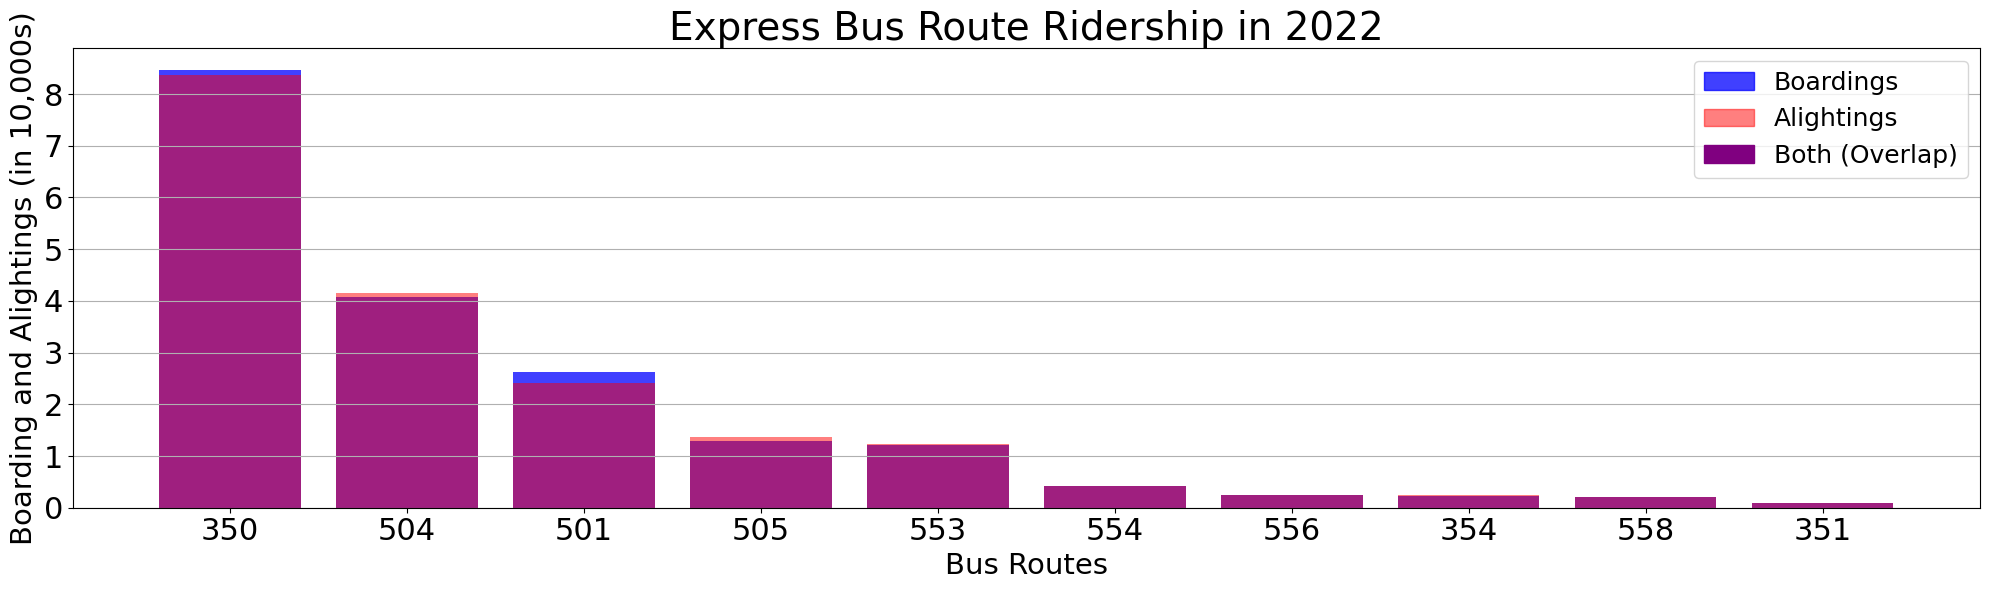 Express Bus Route Ridership in 2022
Boarding and Alightings (in 10,000s)
8
7
6
5
4
3
2
1
0
Boardings
Alightings
Both (Overlap)
350 504 501 505 553 554 556 354 558 351
Bus Routes